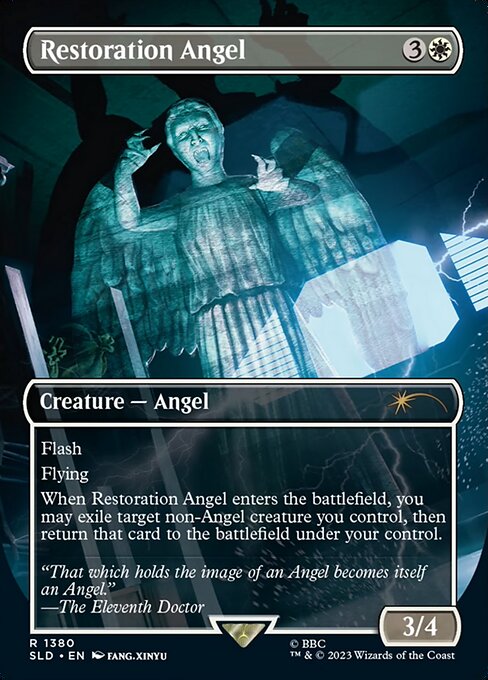 Restoration Angel 3
Creature — Angel
Flash
Flying
When Restoration Angel enters the battlefield, you
may exile target non-Angel creature you control, then
return that card to the battlefield under your control.
“That which holds the image of an Angel becomes itself
an Angel.”
—The Eleventh Doctor
3/4
R 1380
SLD • EN FANG.XINYU
© BBC
™ & © 2023 Wizards of the Coast